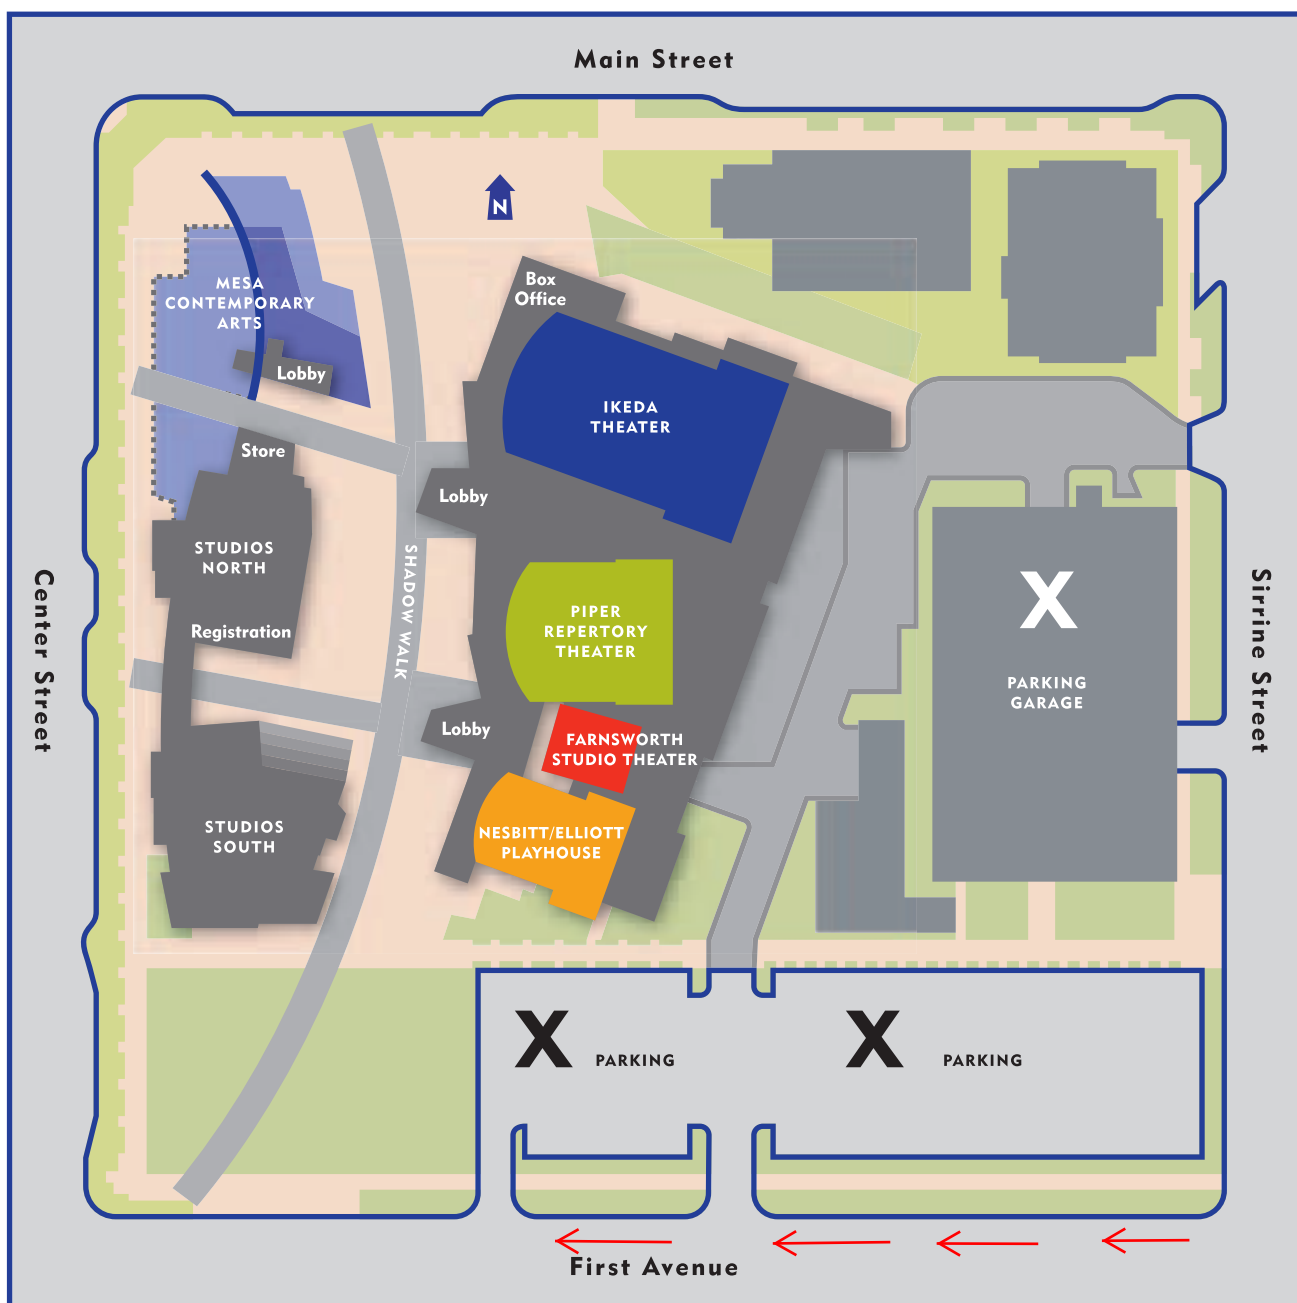 Main Street
N
Box
Office
MESA
CONTEMPORARY
ARTS
Lobby
IKEDA
THEATER
Store
Lobby
STUDIOS
NORTH
SHADOW WALK
Center Street
Sirrine Street
X
PIPER
REPERTORY
THEATER
Registration
PARKING
GARAGE
Lobby
FARNSWORTH
STUDIO THEATER
STUDIOS
SOUTH
NESBITT/ELLIOTT
PLAYHOUSE
X PARKING
X PARKING
First Avenue